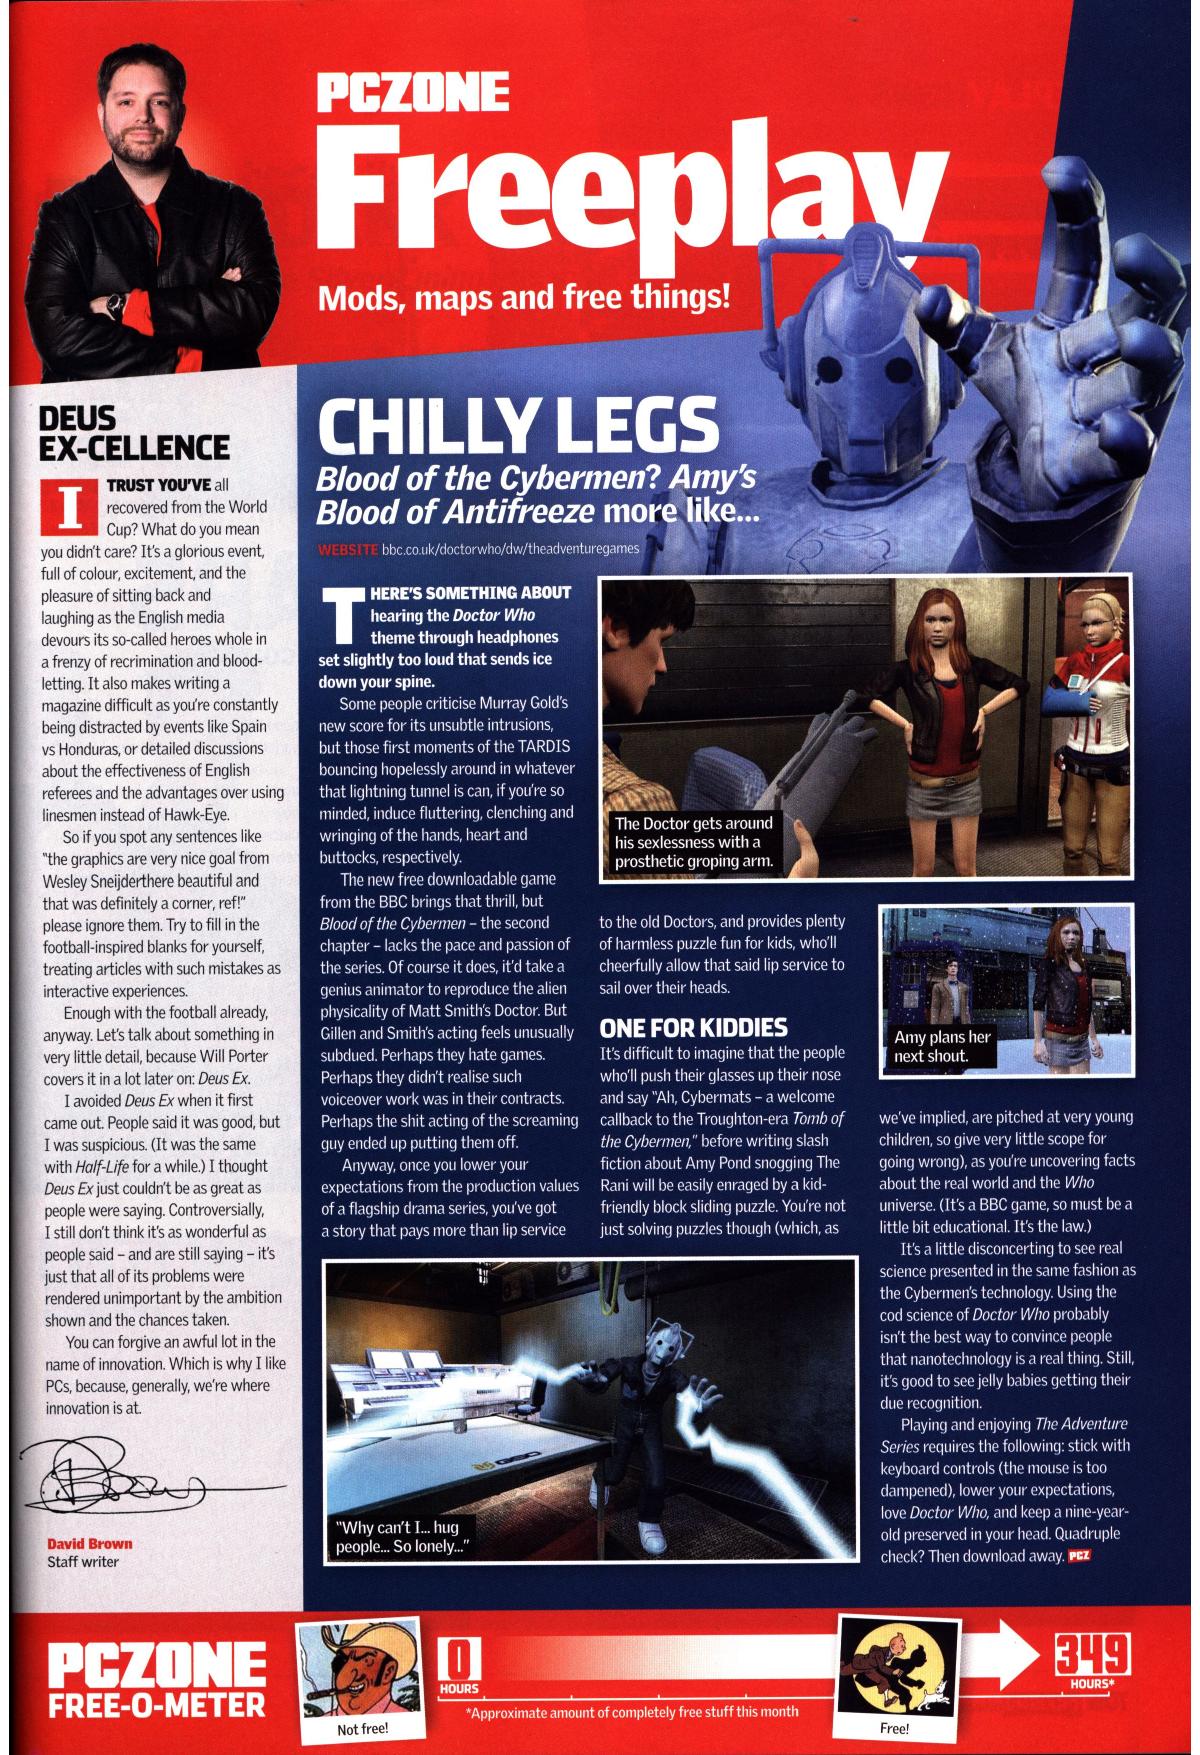 PCZONE
Freeplay
Mods, maps and free things!
DEUS
EX-CELLENCE
I TRUST YOU'VE all
recovered from the World
Cup? What do you mean
you didn't care? It's a glorious event,
full of colour, excitement, and the
pleasure of sitting back and
laughing as the English media
devours its so-called heroes whole in
a frenzy of recrimination and blood-
letting. It also makes writing a
magazine difficult as you're constantly
being distracted by events like Spain
vs Honduras, or detailed discussions
about the effectiveness of English
referees and the advantages over using
linesmen instead of Hawk-Eye.
So if you spot any sentences like
"the graphics are very nice goal from
Wesley Sneijderthere beautiful and
that was definitely a corner, ref!"
please ignore them. Try to fill in the
football-inspired blanks for yourself,
treating articles with such mistakes as
interactive experiences.
Enough with the football already,
anyway. Let's talk about something in
very little detail, because Will Porter
covers it in a lot later on: Deus Ex.
I avoided Deus Ex when it first
came out. People said it was good, but
I was suspicious. (It was the same
with Half-Life for a while.) I thought
Deus Ex just couldn't be as great as
people were saying. Controversially,
I still don't think it's as wonderful as
people said – and are still saying – it's
just that all of its problems were
rendered unimportant by the ambition
shown and the chances taken.
You can forgive an awful lot in the
name of innovation. Which is why I like
PCs, because, generally, we're where
innovation is at.
David Brown
Staff writer
CHILLY LEGS
Blood of the Cybermen? Amy's
Blood of Antifreeze more like...
WEBSITE bbc.co.uk/doctorwho/dw/theadventuregames
THERE'S SOMETHING ABOUT
hearing the Doctor Who
theme through headphones
set slightly too loud that sends ice
down your spine.
Some people criticise Murray Gold's
new score for its unsubtle intrusions,
but those first moments of the TARDIS
bouncing hopelessly around in whatever
that lightning tunnel is can, if you're so
minded, induce fluttering, clenching and
wringing of the hands, heart and
buttocks, respectively.
The new free downloadable game
from the BBC brings that thrill, but
Blood of the Cybermen – the second
chapter – lacks the pace and passion of
the series. Of course it does, it'd take a
genius animator to reproduce the alien
physicality of Matt Smith's Doctor. But
Gillen and Smith's acting feels unusually
subdued. Perhaps they hate games.
Perhaps they didn't realise such
voiceover work was in their contracts.
Perhaps the shit acting of the screaming
guy ended up putting them off.
Anyway, once you lower your
expectations from the production values
of a flagship drama series, you've got
a story that pays more than lip service
The Doctor gets around
his sexlessness with a
prosthetic groping arm.
to the old Doctors, and provides plenty
of harmless puzzle fun for kids, who'll
cheerfully allow that said lip service to
sail over their heads.
ONE FOR KIDDIES
It's difficult to imagine that the people
who'll push their glasses up their nose
and say "Ah, Cybermats – a welcome
callback to the Troughton-era Tomb of
the Cybermen," before writing slash
fiction about Amy Pond snogging The
Rani will be easily enraged by a kid-
friendly block sliding puzzle. You're not
just solving puzzles though (which, as
Amy plans her
next shout.
we've implied, are pitched at very young
children, so give very little scope for
going wrong), as you're uncovering facts
about the real world and the Who
universe. (It's a BBC game, so must be a
little bit educational. It's the law.)
It's a little disconcerting to see real
science presented in the same fashion as
the Cybermen's technology. Using the
cod science of Doctor Who probably
isn't the best way to convince people
that nanotechnology is a real thing. Still,
it's good to see jelly babies getting their
due recognition.
Playing and enjoying The Adventure
Series requires the following: stick with
keyboard controls (the mouse is too
dampened), lower your expectations,
love Doctor Who, and keep a nine-year-
old preserved in your head. Quadruple
check? Then download away. PCZ
"Why can't I... hug
people... So lonely..."
PCZONE
FREE-O-METER
Not free!
0
HOURS
*Approximate amount of completely free stuff this month
Free!
349
HOURS*